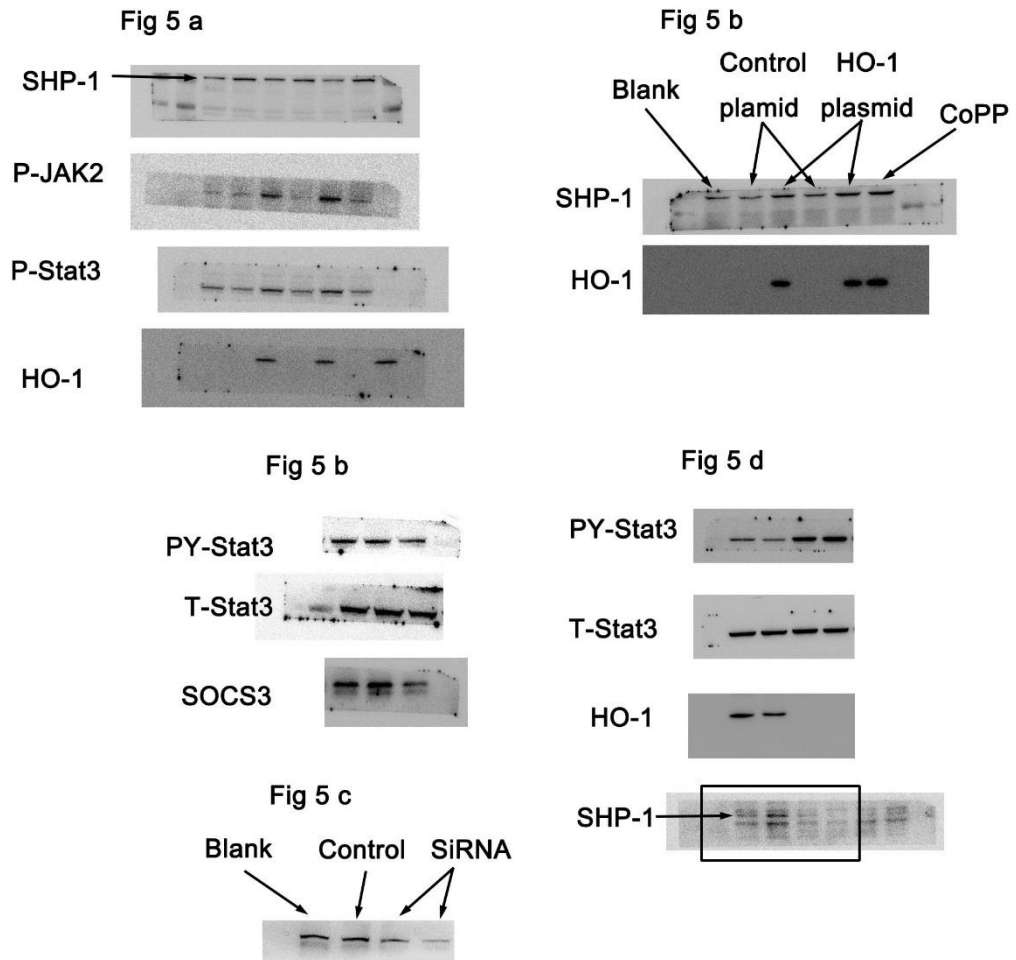 Fig 5 a
SHP-1
P-JAK2
P-Stat3
HO-1
Fig 5 b
Control HO-1
Blank plamid plasmid CoPP
SHP-1
HO-1
Fig 5 b
PY-Stat3
T-Stat3
SOCS3
Fig 5 d
PY-Stat3
T-Stat3
HO-1
SHP-1
Fig 5 c
Blank Control SiRNA